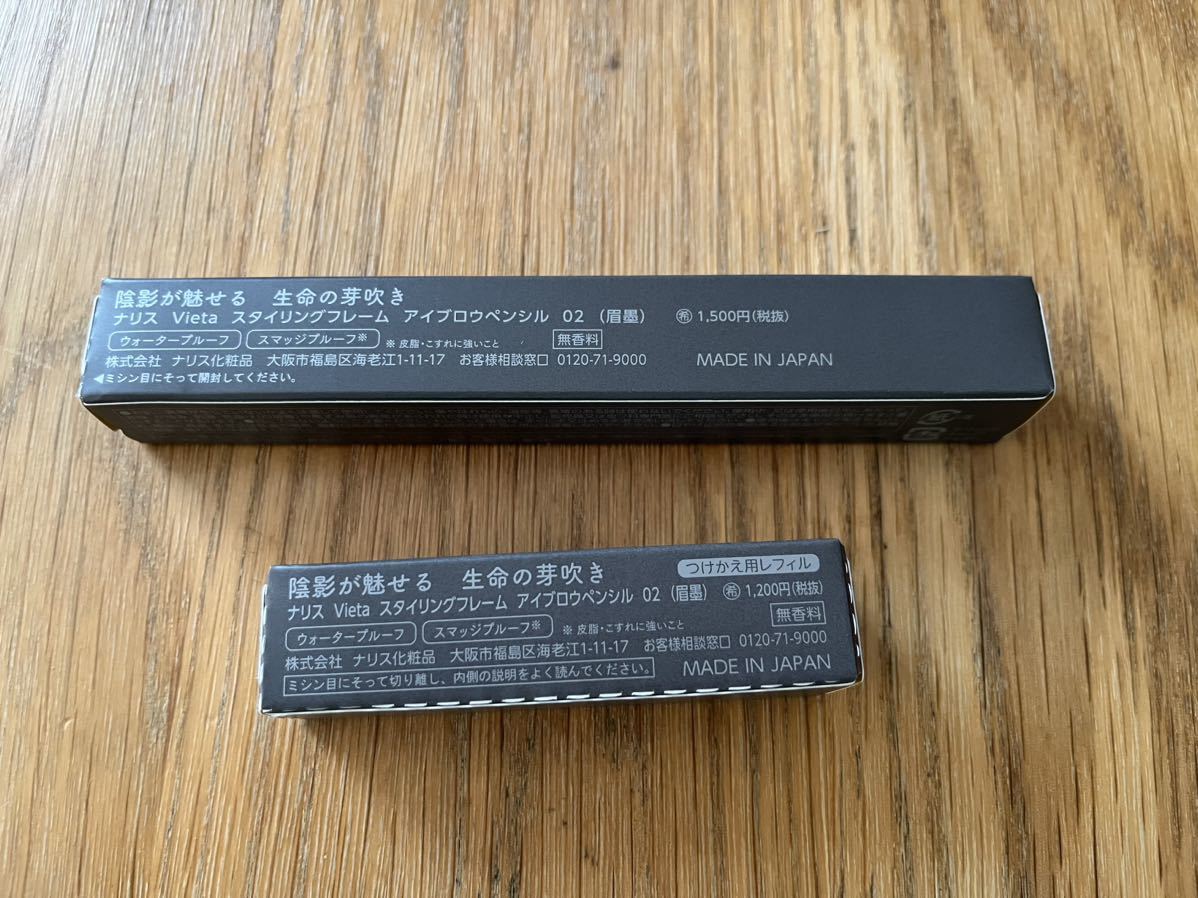 陰影が魅せる 生命の芽吹き
ナリス Vieta スタイリングフレーム アイブロウペンシル 02 (眉墨) ㊑ 1,500円(税抜)
ウォータープルーフ スマッジプルーフ※ ※ 皮脂・こすれに強いこと 無香料
株式会社 ナリス化粧品 大阪市福島区海老江1-11-17 お客様相談窓口 0120-71-9000 MADE IN JAPAN
◀ミシン目にそって開封してください。
陰影が魅せる 生命の芽吹き つけかえ用レフィル
ナリス Vieta スタイリングフレーム アイブロウペンシル 02 (眉墨) ㊑ 1,200円(税抜)
ウォータープルーフ スマッジプルーフ※ ※ 皮脂・こすれに強いこと 無香料
株式会社 ナリス化粧品 大阪市福島区海老江1-11-17 お客様相談窓口 0120-71-9000
ミシン目にそって切り離し、内側の説明をよく読んでください。 MADE IN JAPAN